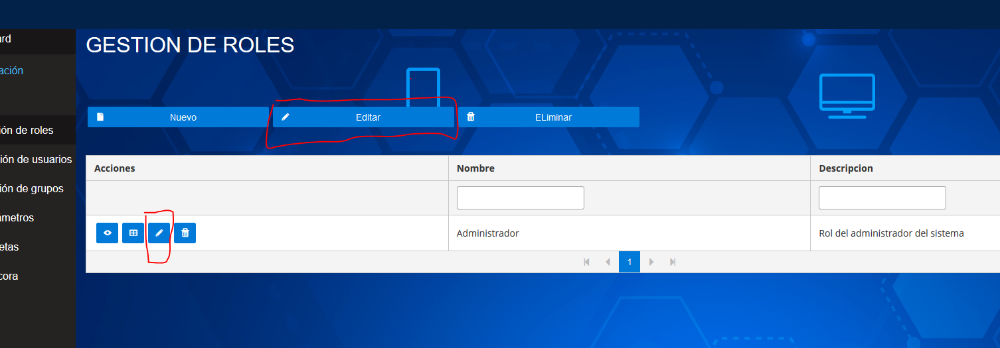 GESTION DE ROLES
Nuevo
Editar
ELiminar
ard
ación
ión de roles
ión de usuarios
ión de grupos
ámetros
etas
cora
Acciones Nombre Descripcion
Administrador Rol del administrador del sistema
1